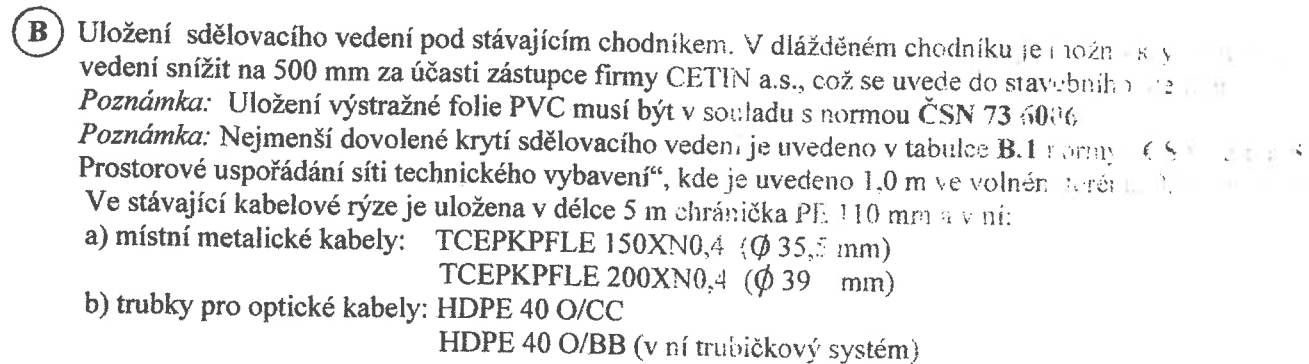 B Uložení sdělovacího vedení pod stávajícím chodníkem. V dlážděném chodníku je
vedení snížit na 500 mm za účasti zástupce firmy CETIN a.s., což se uvede do
Poznámka: Uložení výstražné folie PVC musí být v souladu s normou ČSN 73
Poznámka: Nejmenší dovolené krytí sdělovacího vedení je uvedeno v tabulce B.1 normy
Prostorové uspořádání síti technického vybavení“, kde je uvedeno 1,0 m ve
Ve stávající kabelové rýze je uložena v délce 5 m chránička PE 110 mm a v ní:
a) místní metalické kabely: TCEPKPFLE 150XN0,4 (Ø 35,5 mm)
TCEPKPFLE 200XN0,4 (Ø 39 mm)
b) trubky pro optické kabely: HDPE 40 O/CC
HDPE 40 O/BB (v ní trubičkový systém)